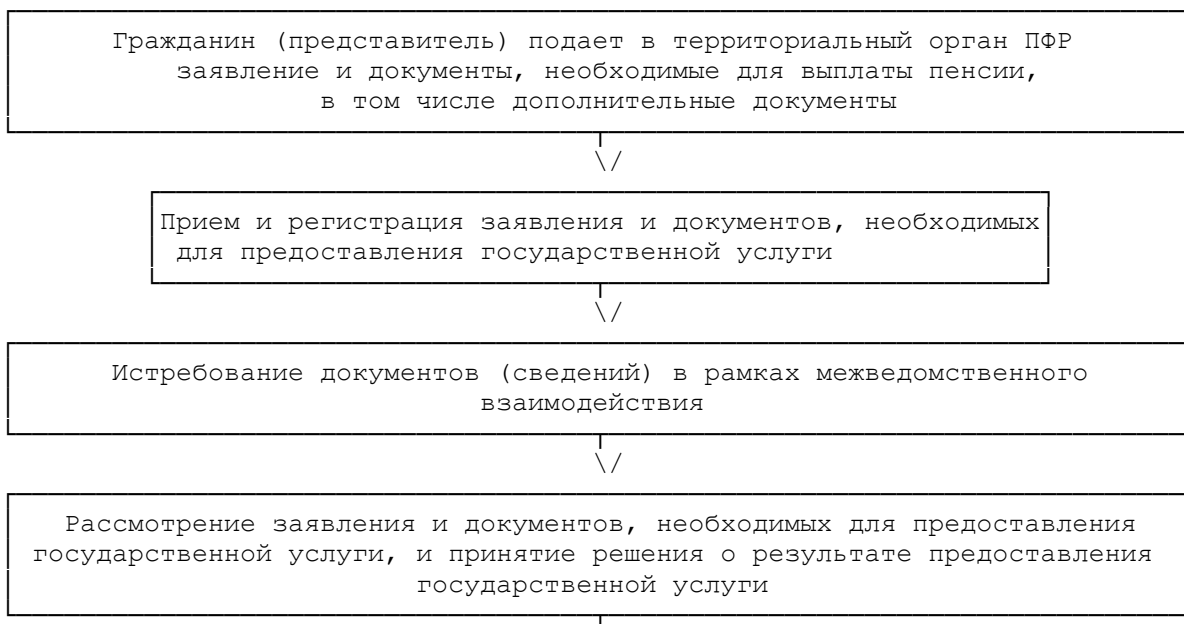 Гражданин (представитель) подает в территориальный орган ПФР
заявление и документы, необходимые для выплаты пенсии,
в том числе дополнительные документы
\/
Прием и регистрация заявления и документов, необходимых
для предоставления государственной услуги
\/
Истребование документов (сведений) в рамках межведомственного
взаимодействия
\/
Рассмотрение заявления и документов, необходимых для предоставления
государственной услуги, и принятие решения о результате предоставления
государственной услуги